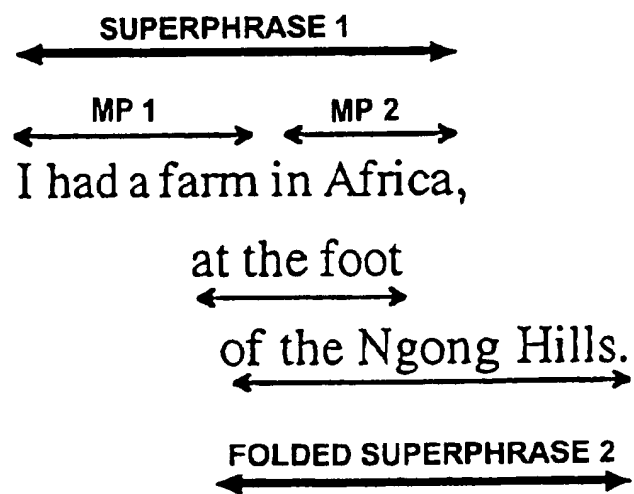 SUPERPHRASE 1
MP 1 MP 2
I had a farm in Africa,
at the foot
of the Ngong Hills.
FOLDED SUPERPHRASE 2